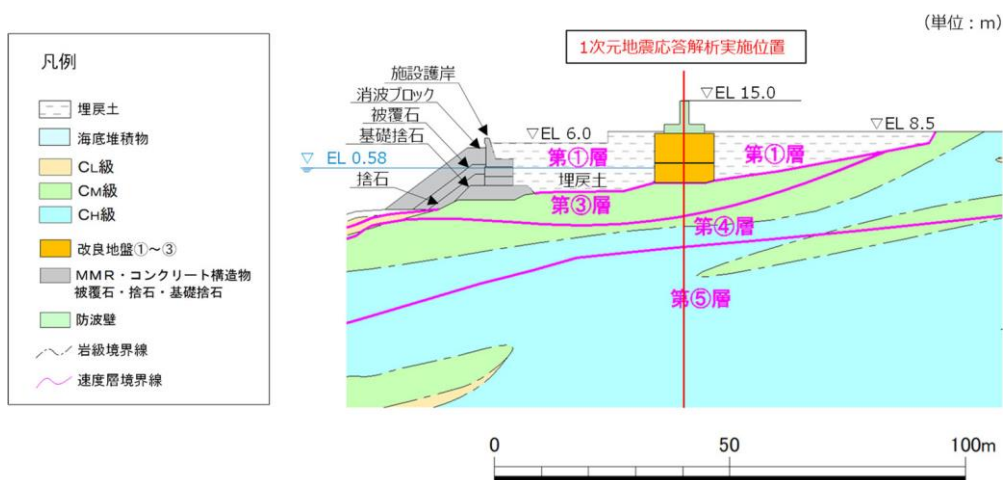 (単位:m)
凡例
埋戻土
海底堆積物
CL級
CM級
CH級
改良地盤①~③
MMR・コンクリート構造物
被覆石・捨石・基礎捨石
防波壁
岩級境界線
速度層境界線
1次元地震応答解析実施位置
施設護岸
消波ブロック
被覆石
基礎捨石
捨石
▽EL 15.0
▽EL 6.0
▽EL 8.5
▽ EL 0.58
第①層
第①層
埋戻土
第③層
第④層
第⑤層
0
50
100m